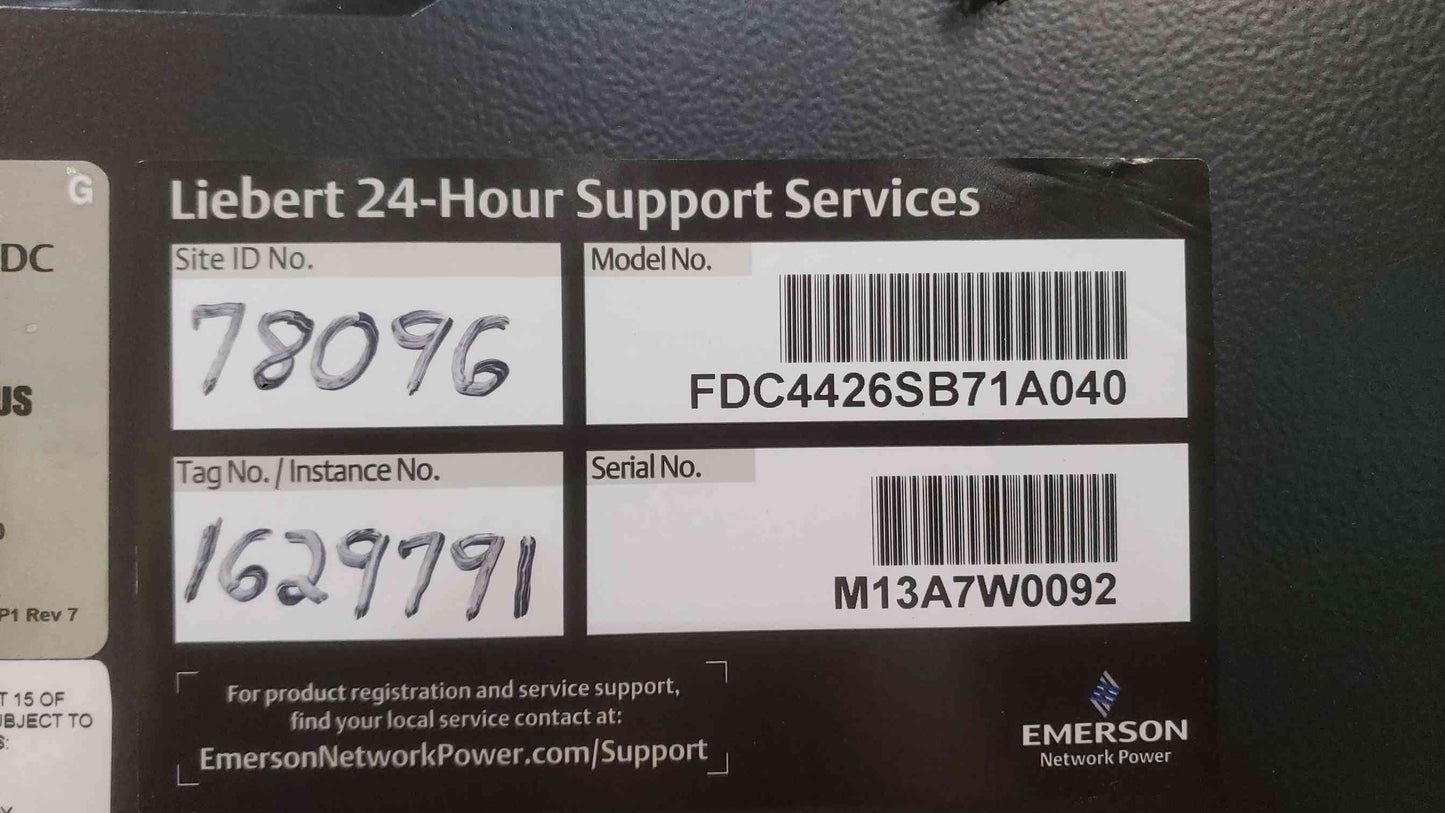 G
DC
US
P1 Rev 7
T 15 OF
UBJECT TO
S:
Liebert 24-Hour Support Services
Site ID No.
78096
Model No.
FDC4426SB71A040
Tag No. / Instance No.
1629791
Serial No.
M13A7W0092
For product registration and service support,
find your local service contact at:
EmersonNetworkPower.com/Support
EMERSON
Network Power